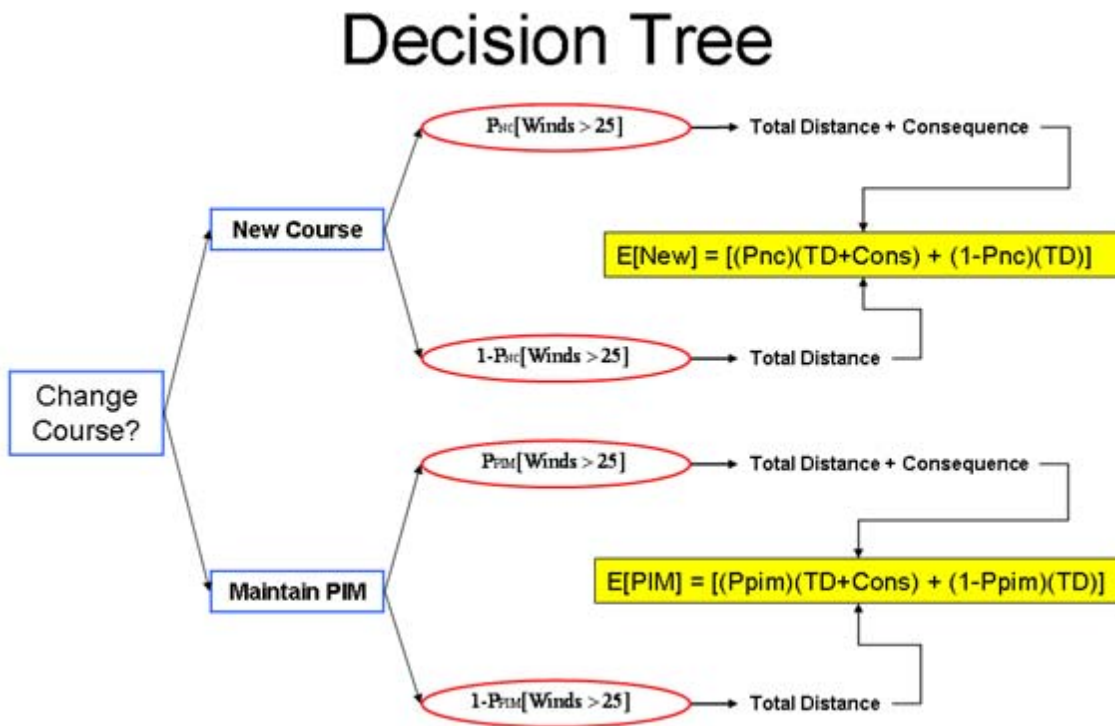 Decision Tree
PNC[Winds > 25]
Total Distance + Consequence
New Course
E[New] = [(Pnc)(TD+Cons) + (1-Pnc)(TD)]
1-PNC[Winds > 25]
Total Distance
Change
Course?
PPIM[Winds > 25]
Total Distance + Consequence
Maintain PIM
E[PIM] = [(Ppim)(TD+Cons) + (1-Ppim)(TD)]
1-PPIM[Winds > 25]
Total Distance